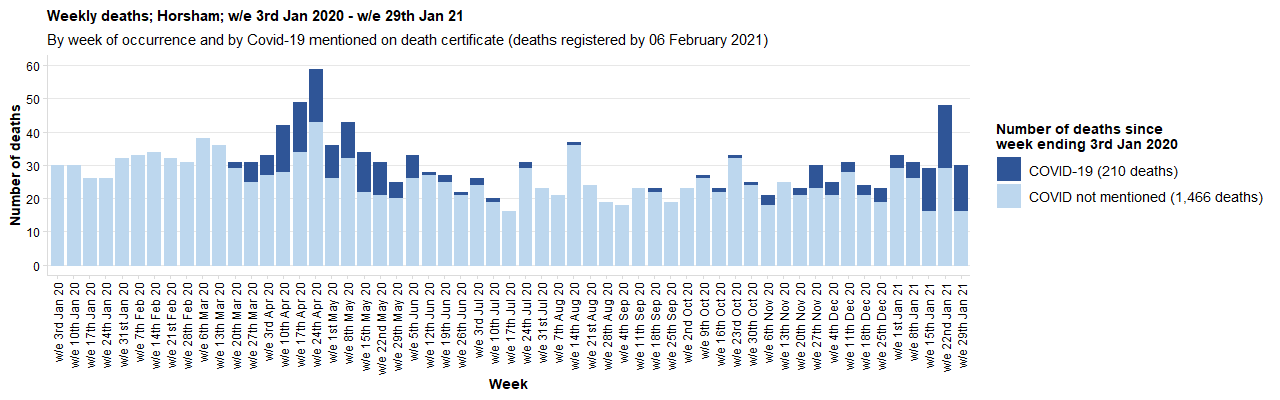 Weekly deaths; Horsham; w/e 3rd Jan 2020 - w/e 29th Jan 21
By week of occurrence and by Covid-19 mentioned on death certificate (deaths registered by 06 February 2021)
Number of deaths
60
50
40
30
20
10
0
w/e 3rd Jan 20
w/e 10th Jan 20
w/e 17th Jan 20
w/e 24th Jan 20
w/e 31st Jan 20
w/e 7th Feb 20
w/e 14th Feb 20
w/e 21st Feb 20
w/e 28th Feb 20
w/e 6th Mar 20
w/e 13th Mar 20
w/e 20th Mar 20
w/e 27th Mar 20
w/e 3rd Apr 20
w/e 10th Apr 20
w/e 17th Apr 20
w/e 24th Apr 20
w/e 1st May 20
w/e 8th May 20
w/e 15th May 20
w/e 22nd May 20
w/e 29th May 20
w/e 5th Jun 20
w/e 12th Jun 20
w/e 19th Jun 20
w/e 26th Jun 20
w/e 3rd Jul 20
w/e 10th Jul 20
w/e 17th Jul 20
w/e 24th Jul 20
w/e 31st Jul 20
w/e 7th Aug 20
w/e 14th Aug 20
w/e 21st Aug 20
w/e 28th Aug 20
w/e 4th Sep 20
w/e 11th Sep 20
w/e 18th Sep 20
w/e 25th Sep 20
w/e 2nd Oct 20
w/e 9th Oct 20
w/e 16th Oct 20
w/e 23rd Oct 20
w/e 30th Oct 20
w/e 6th Nov 20
w/e 13th Nov 20
w/e 20th Nov 20
w/e 27th Nov 20
w/e 4th Dec 20
w/e 11th Dec 20
w/e 18th Dec 20
w/e 25th Dec 20
w/e 1st Jan 21
w/e 8th Jan 21
w/e 15th Jan 21
w/e 22nd Jan 21
w/e 29th Jan 21
Week
Number of deaths since
week ending 3rd Jan 2020
COVID-19 (210 deaths)
COVID not mentioned (1,466 deaths)